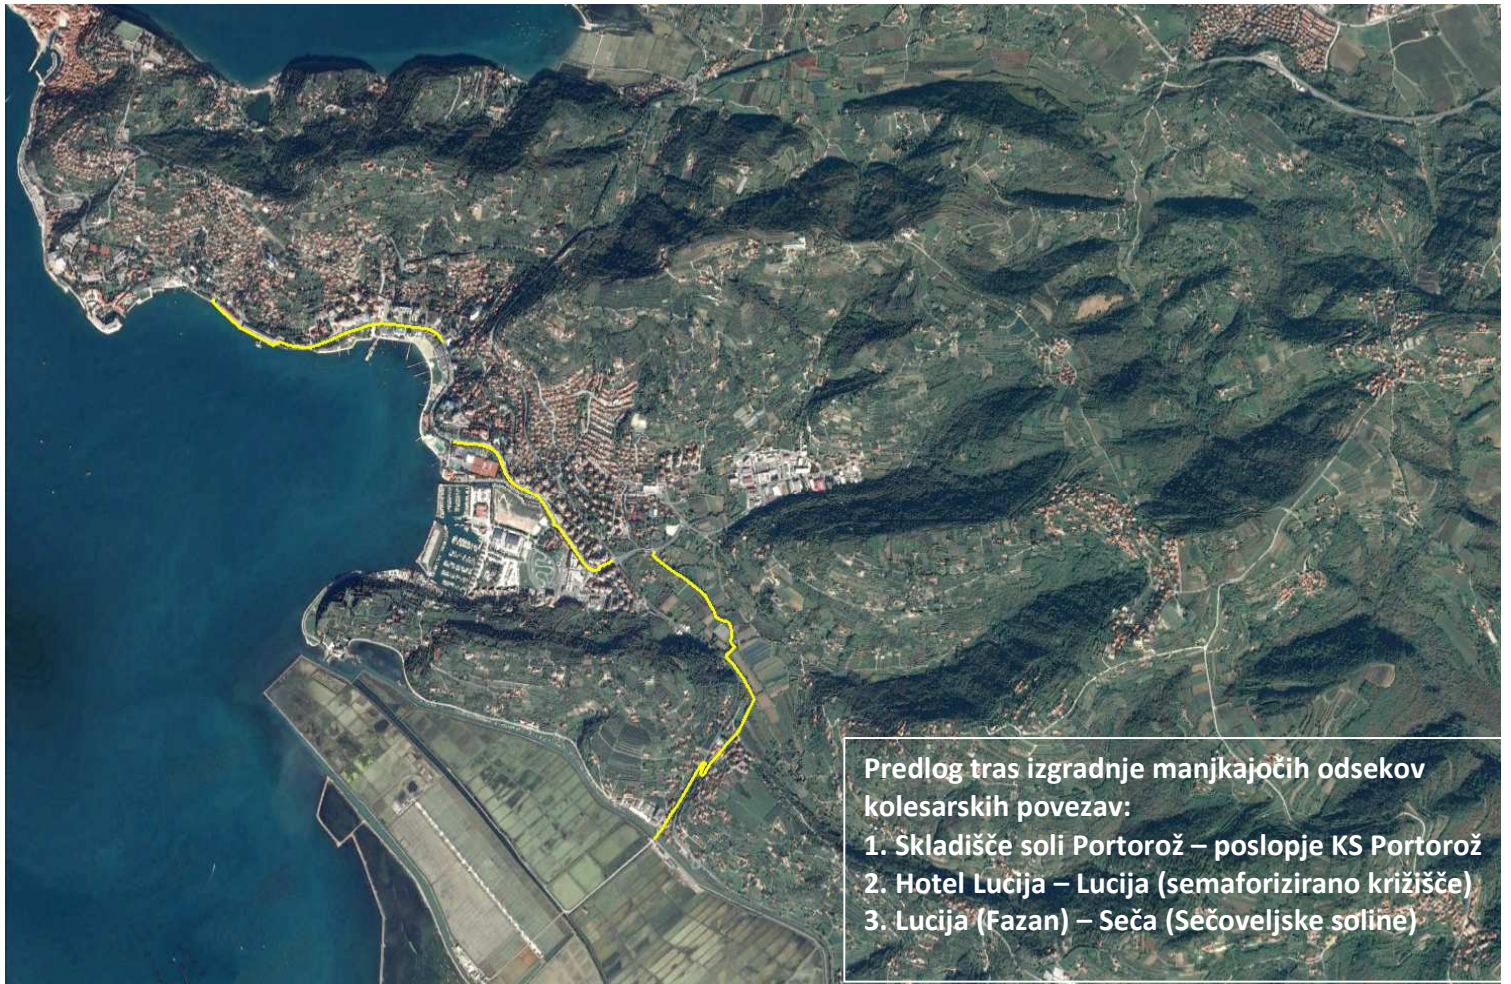 Predlog tras izgradnje manjkajočih odsekov
kolesarskih povezav:
1. Skladišče soli Portorož – poslopje KS Portorož
2. Hotel Lucija – Lucija (semaforizirano križišče)
3. Lucija (Fazan) – Seča (Sečoveljske soline)